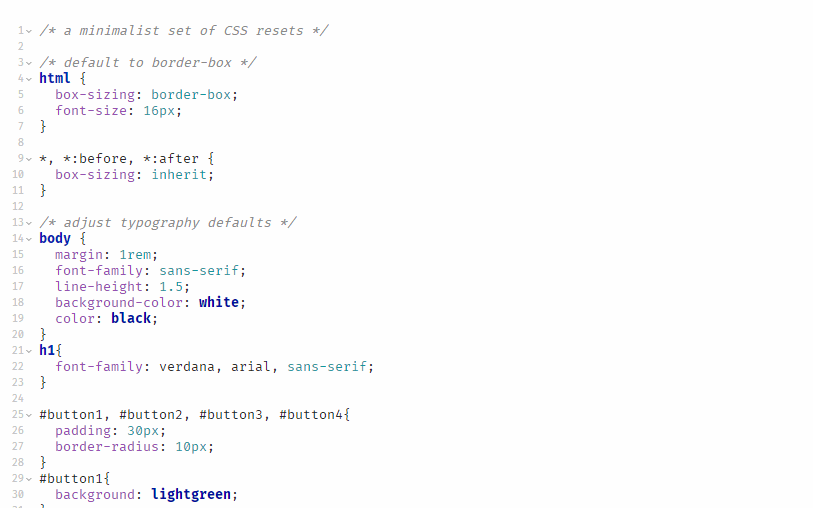 1 /* a minimalist set of CSS resets */
2
3 /* default to border-box */
4 html {
5   box-sizing: border-box;
6   font-size: 16px;
7 }
8
9 *, *:before, *:after {
10   box-sizing: inherit;
11 }
12
13 /* adjust typography defaults */
14 body {
15   margin: 1rem;
16   font-family: sans-serif;
17   line-height: 1.5;
18   background-color: white;
19   color: black;
20 }
21 h1{
22   font-family: verdana, arial, sans-serif;
23 }
24
25 #button1, #button2, #button3, #button4{
26   padding: 30px;
27   border-radius: 10px;
28 }
29 #button1{
30   background: lightgreen;